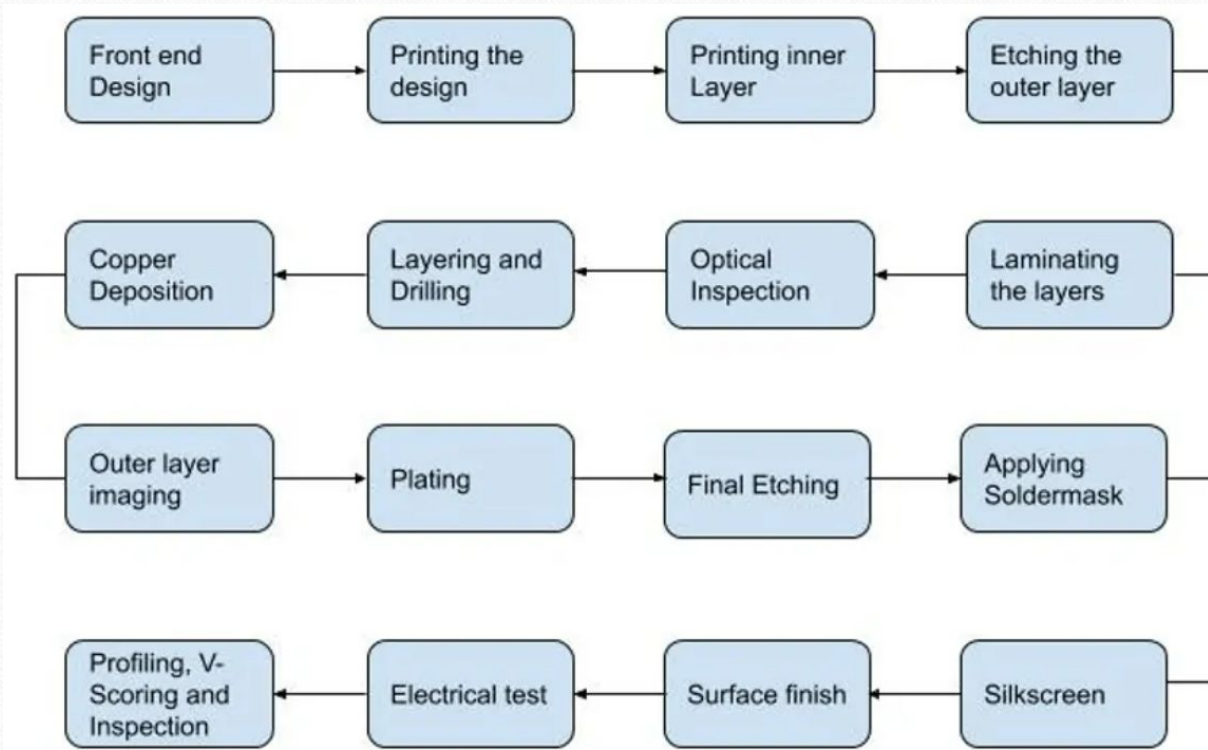 Front end
Design
Printing the
design
Printing inner
Layer
Etching the
outer layer
Copper
Deposition
Layering and
Drilling
Optical
Inspection
Laminating
the layers
Outer layer
imaging
Plating
Final Etching
Applying
Soldermask
Profiling, V-
Scoring and
Inspection
Electrical test
Surface finish
Silkscreen